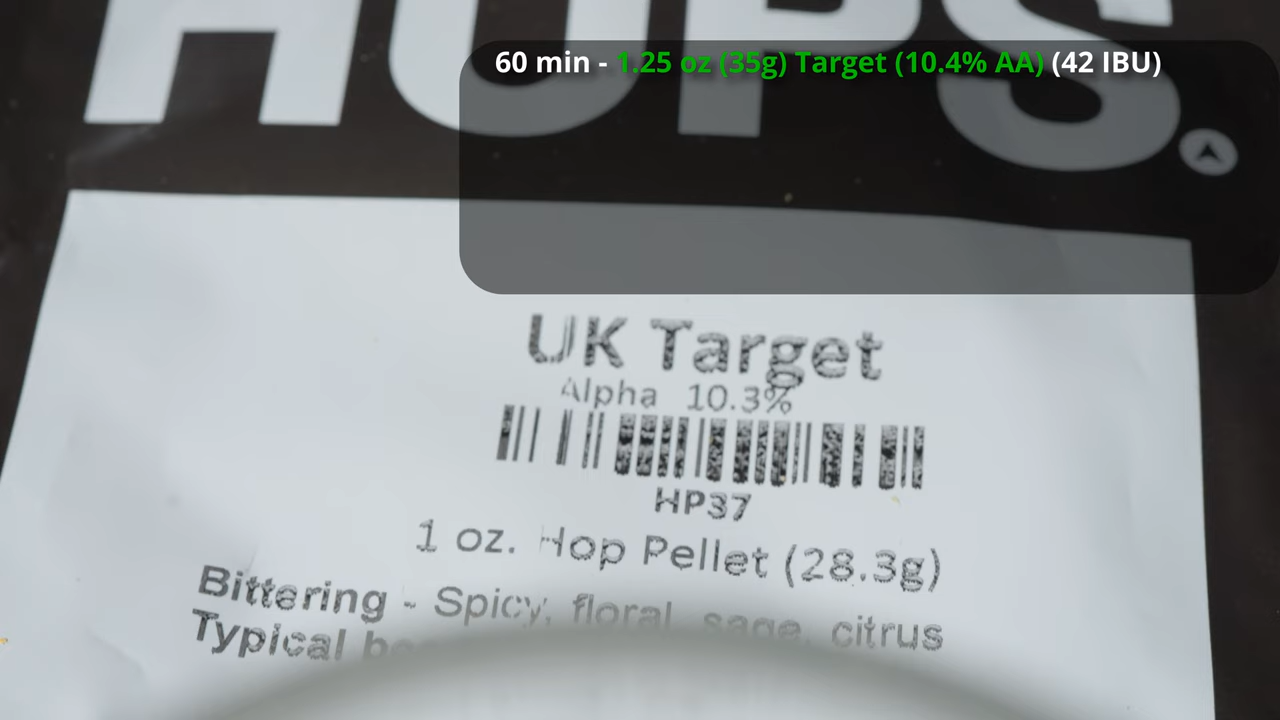 HOPS
60 min - 1.25 oz (35g) Target (10.4% AA) (42 IBU)
UK Target
Alpha 10.3%
HP37
1 oz. Hop Pellet (28.3g)
Bittering - Spicy, floral, sage, citrus
Typical